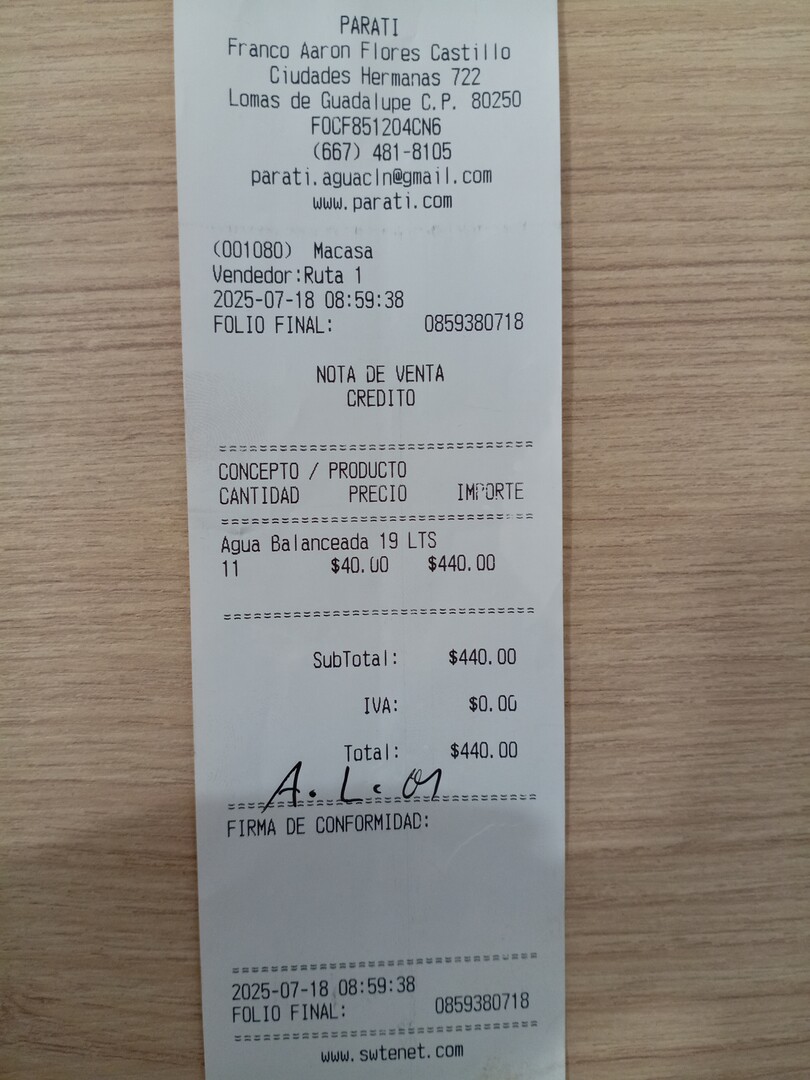 PARATI
Franco Aaron Flores Castillo
Ciudades Hermanas 722
Lomas de Guadalupe C.P. 80250
FOCF851204CN6
(667) 481-8105
parati.aguacln@gmail.com
www.parati.com
(001080) Macasa
Vendedor:Ruta 1
2025-07-18 08:59:38
FOLIO FINAL: 0859380718
NOTA DE VENTA
CREDITO
==============================
CONCEPTO / PRODUCTO
CANTIDAD PRECIO IMPORTE
==============================
Agua Balanceada 19 LTS
11 $40.00 $440.00
==============================
SubTotal: $440.00
IVA: $0.00
Total: $440.00
==============================
FIRMA DE CONFORMIDAD:
==============================
2025-07-18 08:59:38
FOLIO FINAL: 0859380718
==============================
www.swtenet.com